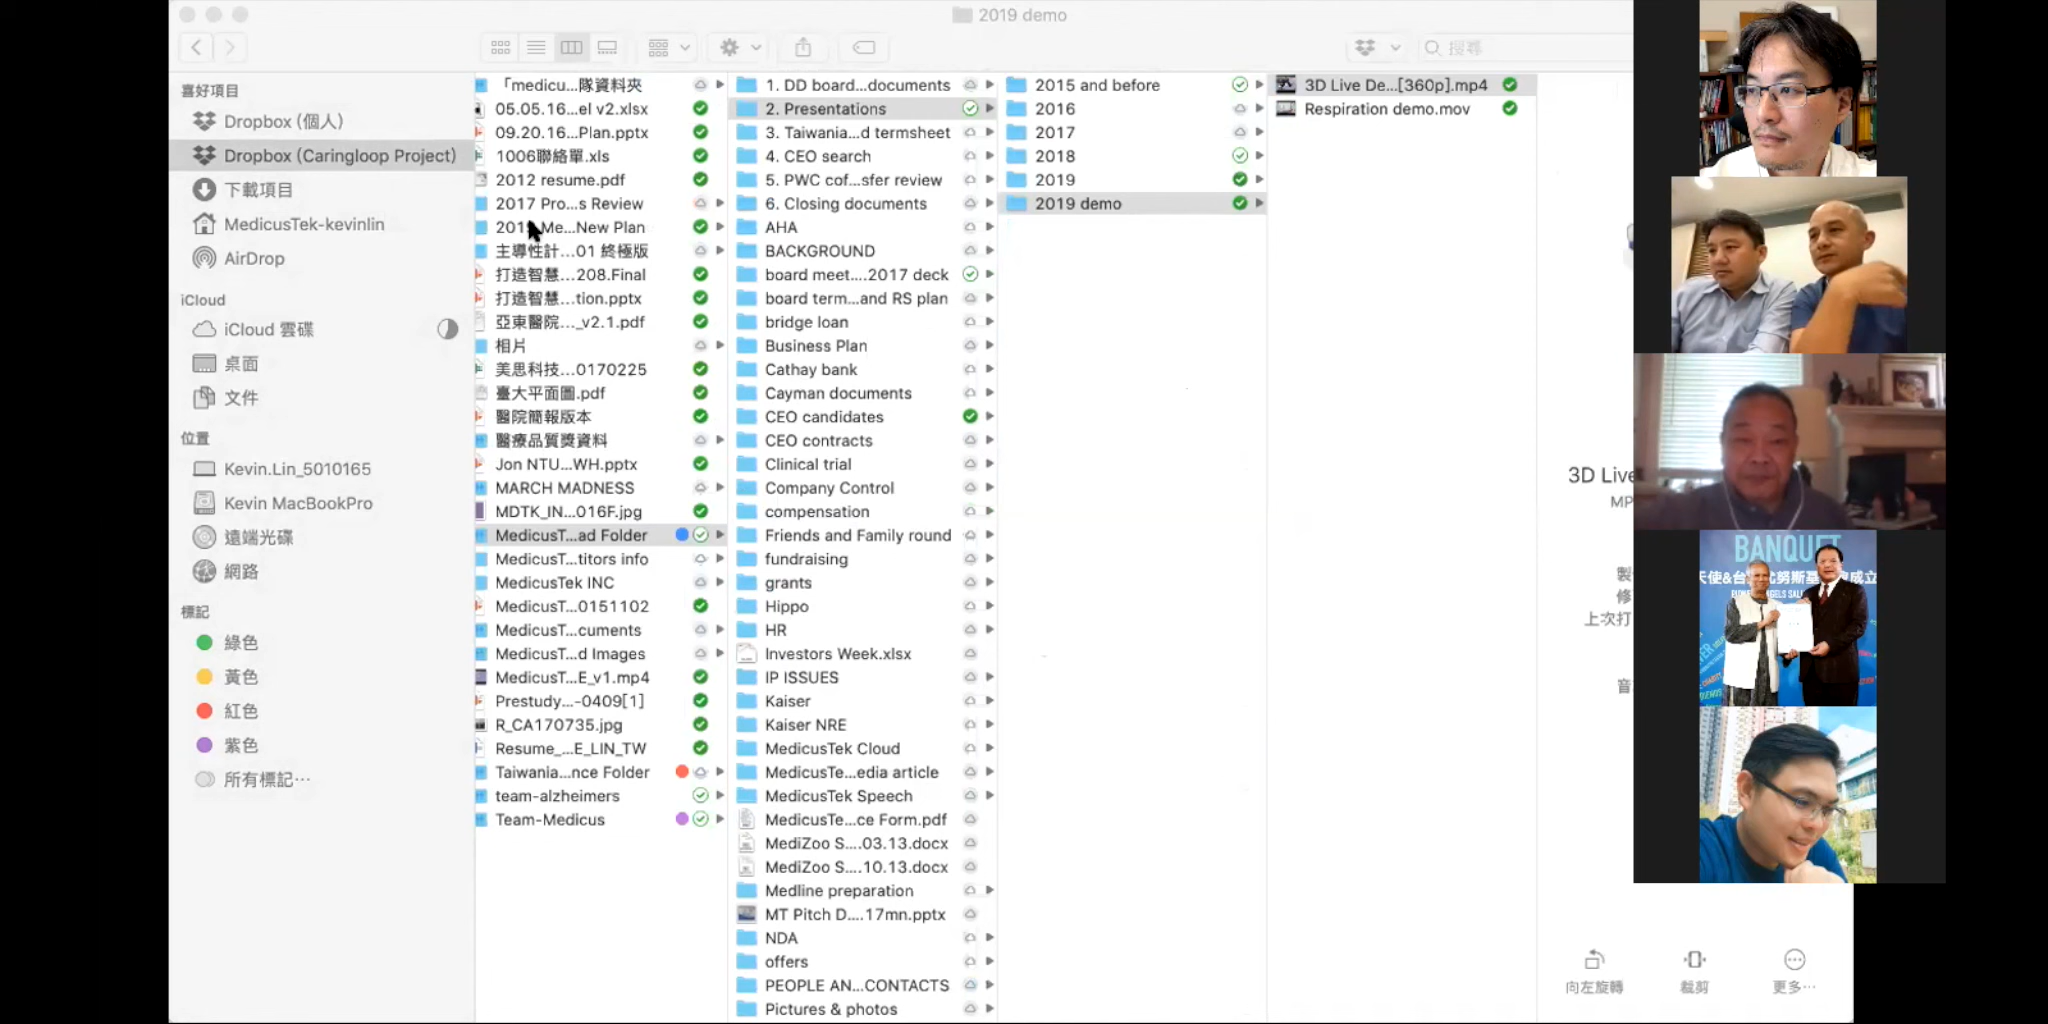 2019 demo
搜尋
喜好項目
Dropbox (個人)
Dropbox (Caringloop Project)
下載項目
MedicusTek-kevinlin
AirDrop
iCloud
iCloud 雲碟
桌面
文件
位置
Kevin.Lin_5010165
Kevin MacBookPro
遠端光碟
網路
標記
綠色
黃色
紅色
紫色
所有標記…
「medicu...隊資料夾
05.05.16...el v2.xlsx
09.20.16...Plan.pptx
1006聯絡單.xls
2012 resume.pdf
2017 Pro...s Review
Me...New Plan
主導性計...01 終極版
打造智慧...208.Final
打造智慧...tion.pptx
亞東醫院..._v2.1.pdf
相片
美思科技...0170225
臺大平面圖.pdf
醫院簡報版本
醫療品質獎資料
Jon NTU...WH.pptx
MARCH MADNESS
MDTK_IN...016F.jpg
MedicusT...ad Folder
MedicusT...titors info
MedicusTek INC
MedicusT...0151102
MedicusT...cuments
MedicusT...d Images
MedicusT...E_v1.mp4
Prestudy...-0409[1]
R_CA170735.jpg
Resume_...E_LIN_TW
Taiwania...nce Folder
team-alzheimers
Team-Medicus
1. DD board...documents
2. Presentations
3. Taiwania...d termsheet
4. CEO search
5. PWC cof...sfer review
6. Closing documents
AHA
BACKGROUND
board meet....2017 deck
board term...and RS plan
bridge loan
Business Plan
Cathay bank
Cayman documents
CEO candidates
CEO contracts
Clinical trial
Company Control
compensation
Friends and Family round
fundraising
grants
Hippo
HR
Investors Week.xlsx
IP ISSUES
Kaiser
Kaiser NRE
MedicusTek Cloud
MedicusTe...edia article
MedicusTek Speech
MedicusTe...ce Form.pdf
MediZoo S....03.13.docx
MediZoo S....10.13.docx
Medline preparation
MT Pitch D....17mn.pptx
NDA
offers
PEOPLE AN...CONTACTS
Pictures & photos
2015 and before
2016
2017
2018
2019
2019 demo
3D Live De...[360p].mp4
Respiration demo.mov
3D Live
MP
製
修
上次打
音
BANQUET
向左旋轉
裁剪
更多…